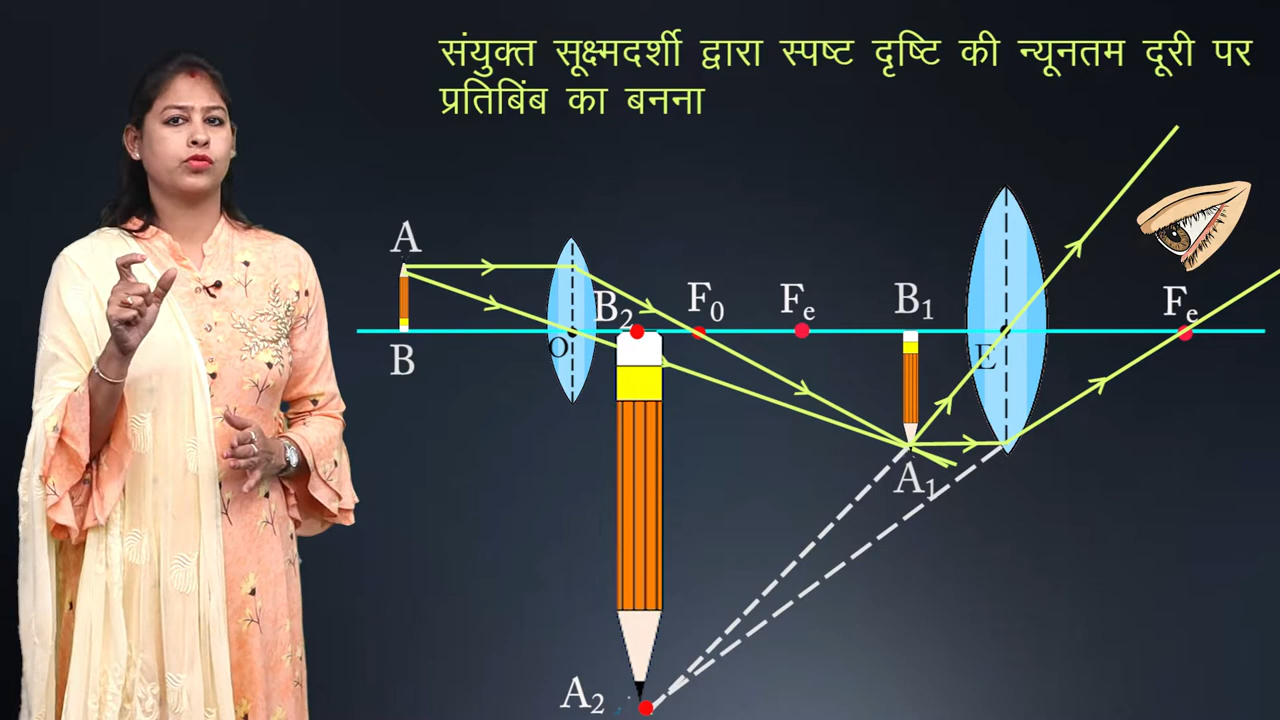 संयुक्त सूक्ष्मदर्शी द्वारा स्पष्ट दृष्टि की न्यूनतम दूरी पर
प्रतिबिंब का बनना
A
B₂ F₀ Fₑ B₁ Fₑ
O E
B
A₁
A₂